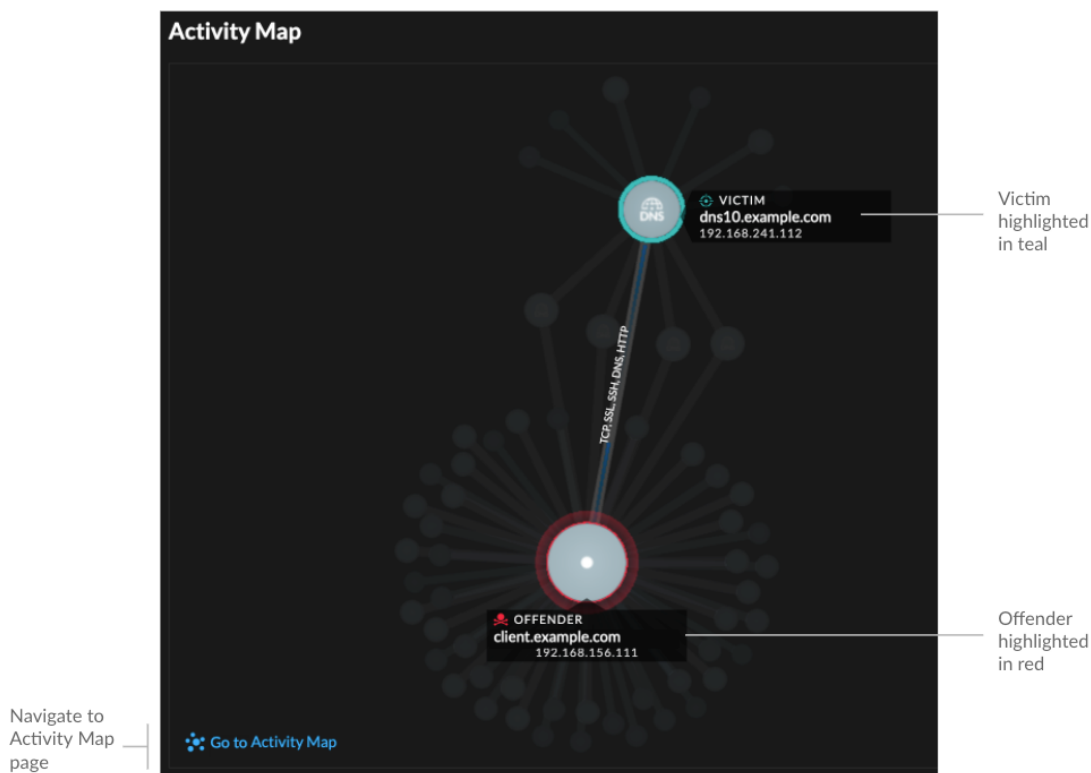 Activity Map
DNS
VICTIM
dns10.example.com
192.168.241.112
Victim
highlighted
in teal
TCP, SSL, SSH, DNS, HTTP
OFFENDER
client.example.com
192.168.156.111
Offender
highlighted
in red
Navigate to
Activity Map
page
Go to Activity Map